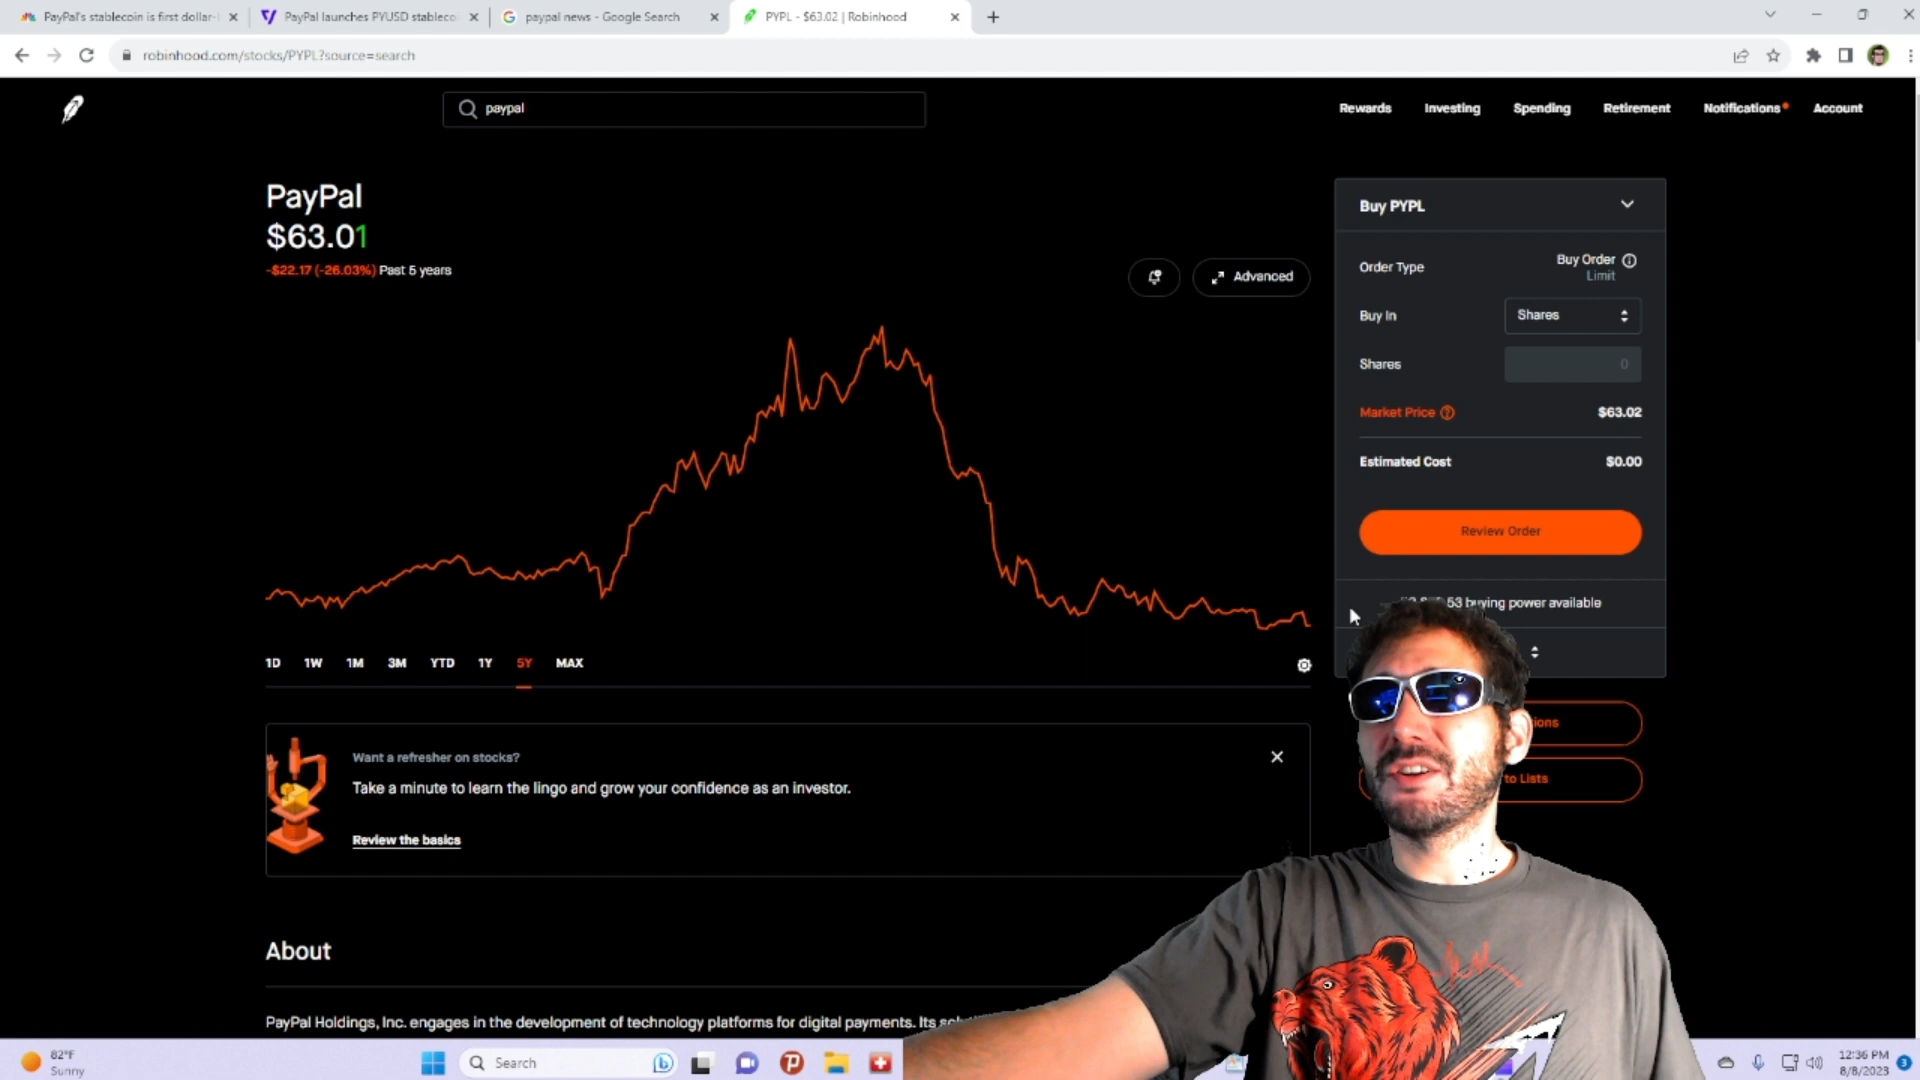 PayPal's stablecoin is first dollar-
PayPal launches PYUSD stableco
paypal news - Google Search
PYPL - $63.02 | Robinhood
robinhood.com/stocks/PYPL?source=search
paypal
Rewards
Investing
Spending
Retirement
Notifications
Account
PayPal
$63.01
-$22.17 (-26.03%) Past 5 years
Advanced
Buy PYPL
Order Type
Buy Order
Limit
Buy In
Shares
Shares
0
Market Price
$63.02
Estimated Cost
$0.00
Review Order
53 buying power available
to Lists
1D 1W 1M 3M YTD 1Y 5Y MAX
Want a refresher on stocks?
Take a minute to learn the lingo and grow your confidence as an investor.
Review the basics
About
PayPal Holdings, Inc. engages in the development of technology platforms for digital payments. Its
82°F
Sunny
Search
12:36 PM
8/8/2023
3